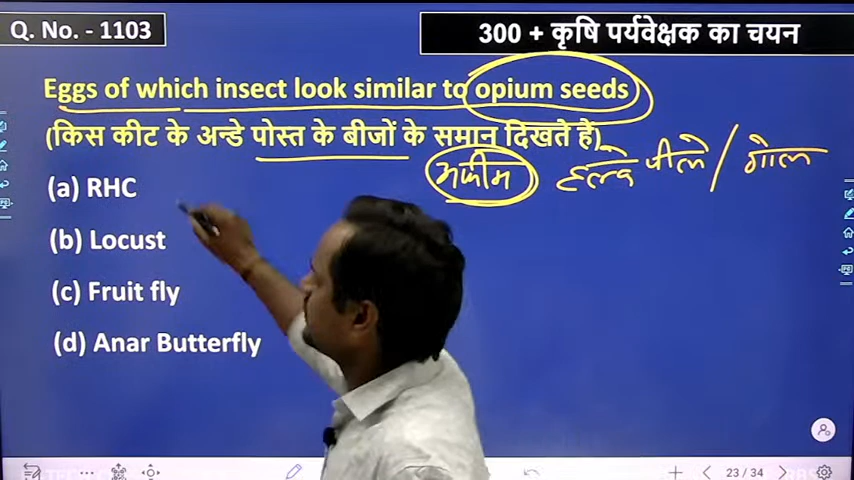 Q. No. - 1103
300 + कृषि पर्यवेक्षक का चयन
Eggs of which insect look similar to opium seeds
(किस कीट के अन्डे पोस्त के बीजों के समान दिखते हैं)
अफीम हल्के पीले / गोल
(a) RHC
(b) Locust
(c) Fruit fly
(d) Anar Butterfly
23 / 34